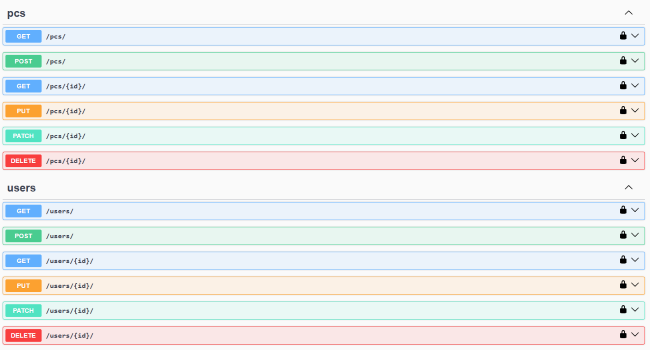 pcs
GET /pcs/
POST /pcs/
GET /pcs/{id}/
PUT /pcs/{id}/
PATCH /pcs/{id}/
DELETE /pcs/{id}/
users
GET /users/
POST /users/
GET /users/{id}/
PUT /users/{id}/
PATCH /users/{id}/
DELETE /users/{id}/